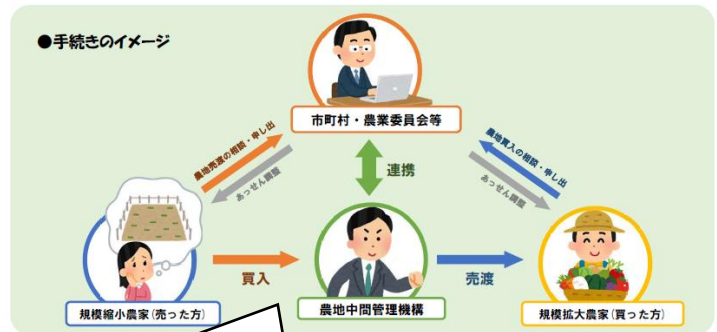 ●手続きのイメージ
市町村・農業委員会等
農地売渡の相談・申し出
あっせん調整
農地買入の相談・申し出
あっせん調整
連携
買入
売渡
規模縮小農家(売った方)
農地中間管理機構
規模拡大農家(買った方)